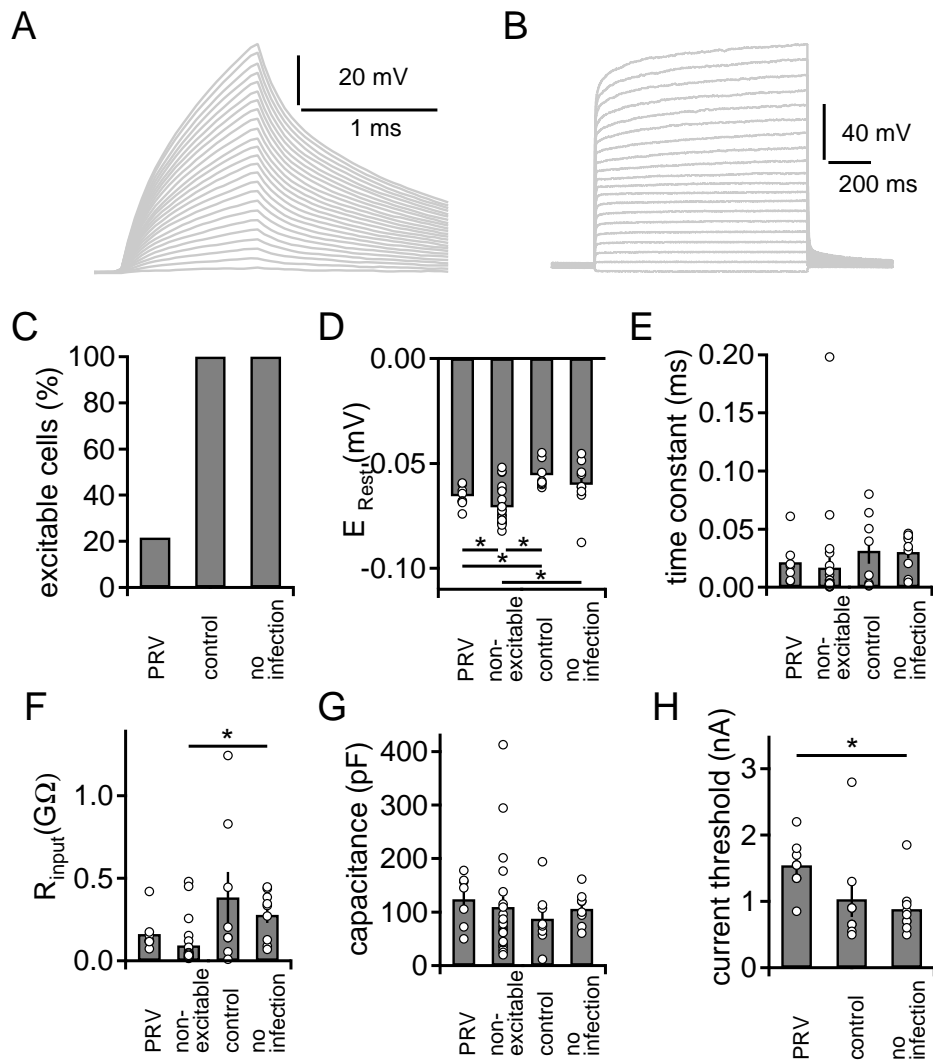 A
20 mV
1 ms
B
40 mV
200 ms
C
excitable cells (%)
100
80
60
40
20
0
PRV
control
no
infection
D
E Rest, (mV)
0.00
-0.05
-0.10
*
*
*
*
PRV
non-
excitable
control
no
infection
E
time constant (ms)
0.20
0.15
0.10
0.05
0.00
PRV
non-
excitable
control
no
infection
F
Rinput(GΩ)
1.0
0.5
0.0
*
PRV
non-
excitable
control
no
infection
G
capacitance (pF)
400
300
200
100
0
PRV
non-
excitable
control
no
infection
H
current threshold (nA)
3
2
1
0
*
PRV
control
no
infection